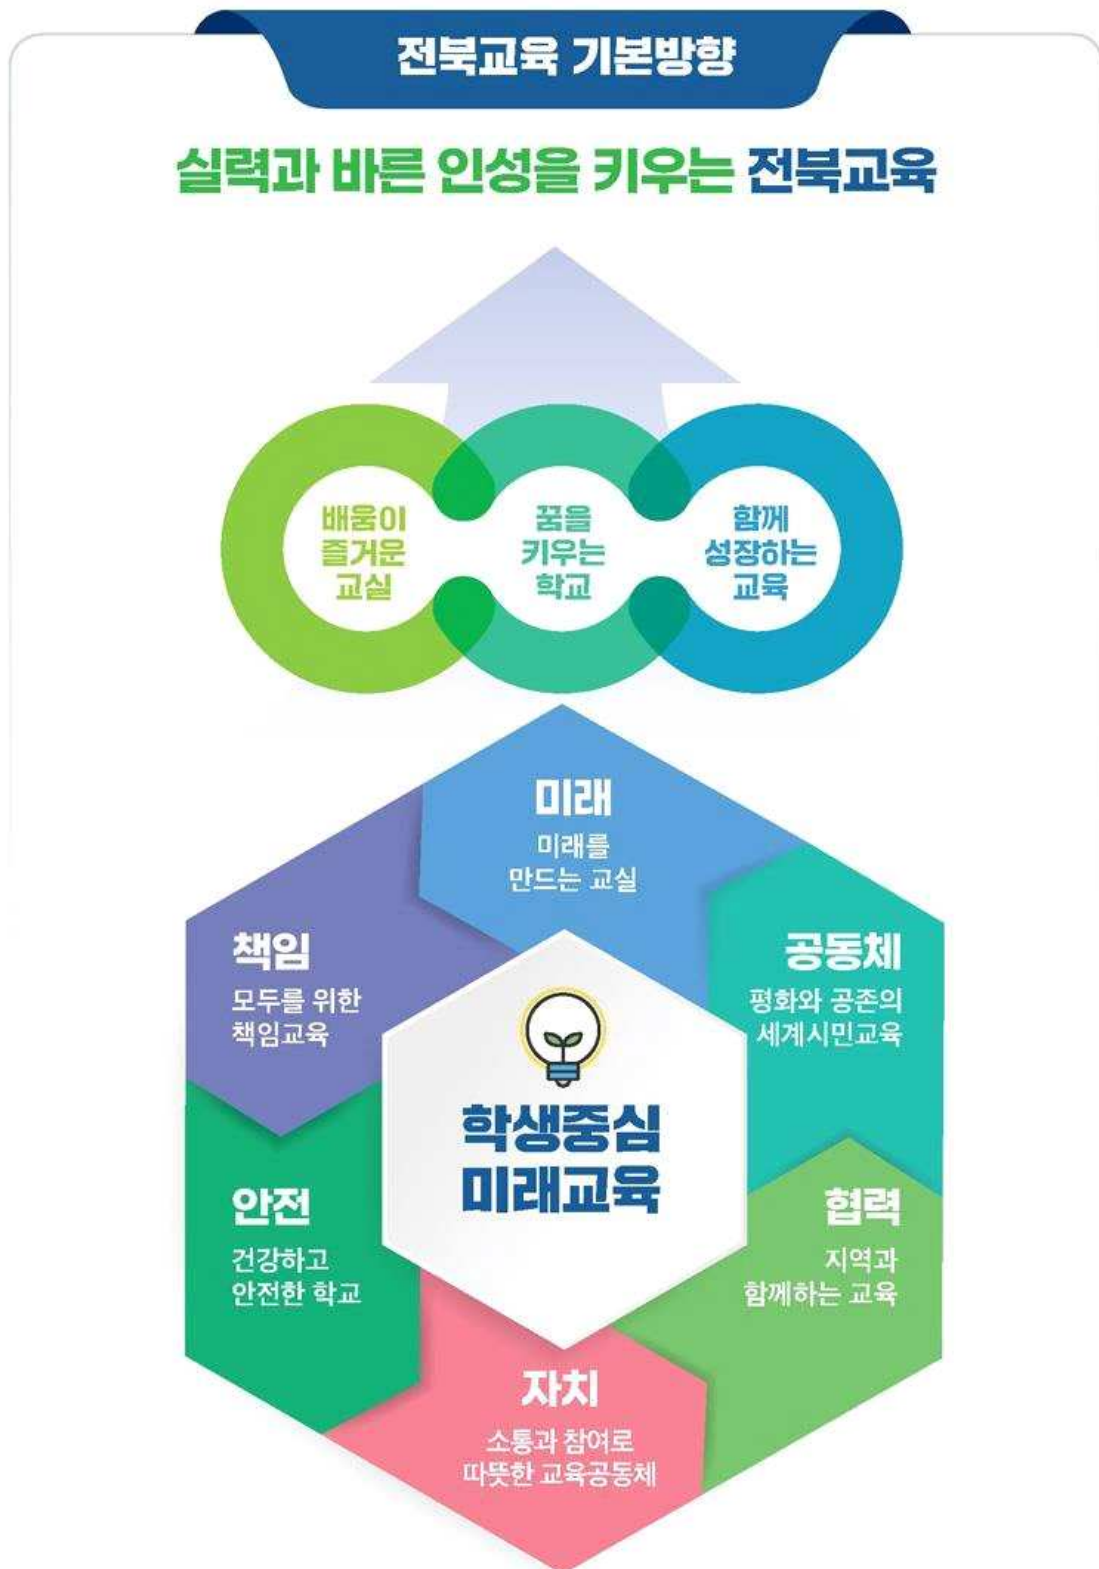 전북교육 기본방향
실력과 바른 인성을 키우는 전북교육
배움이
즐거운
교실
꿈을
키우는
학교
함께
성장하는
교육
미래
미래를
만드는 교실
책임
모두를 위한
책임교육
공동체
평화와 공존의
세계시민교육
학생중심
미래교육
안전
건강하고
안전한 학교
협력
지역과
함께하는 교육
자치
소통과 참여로
따뜻한 교육공동체